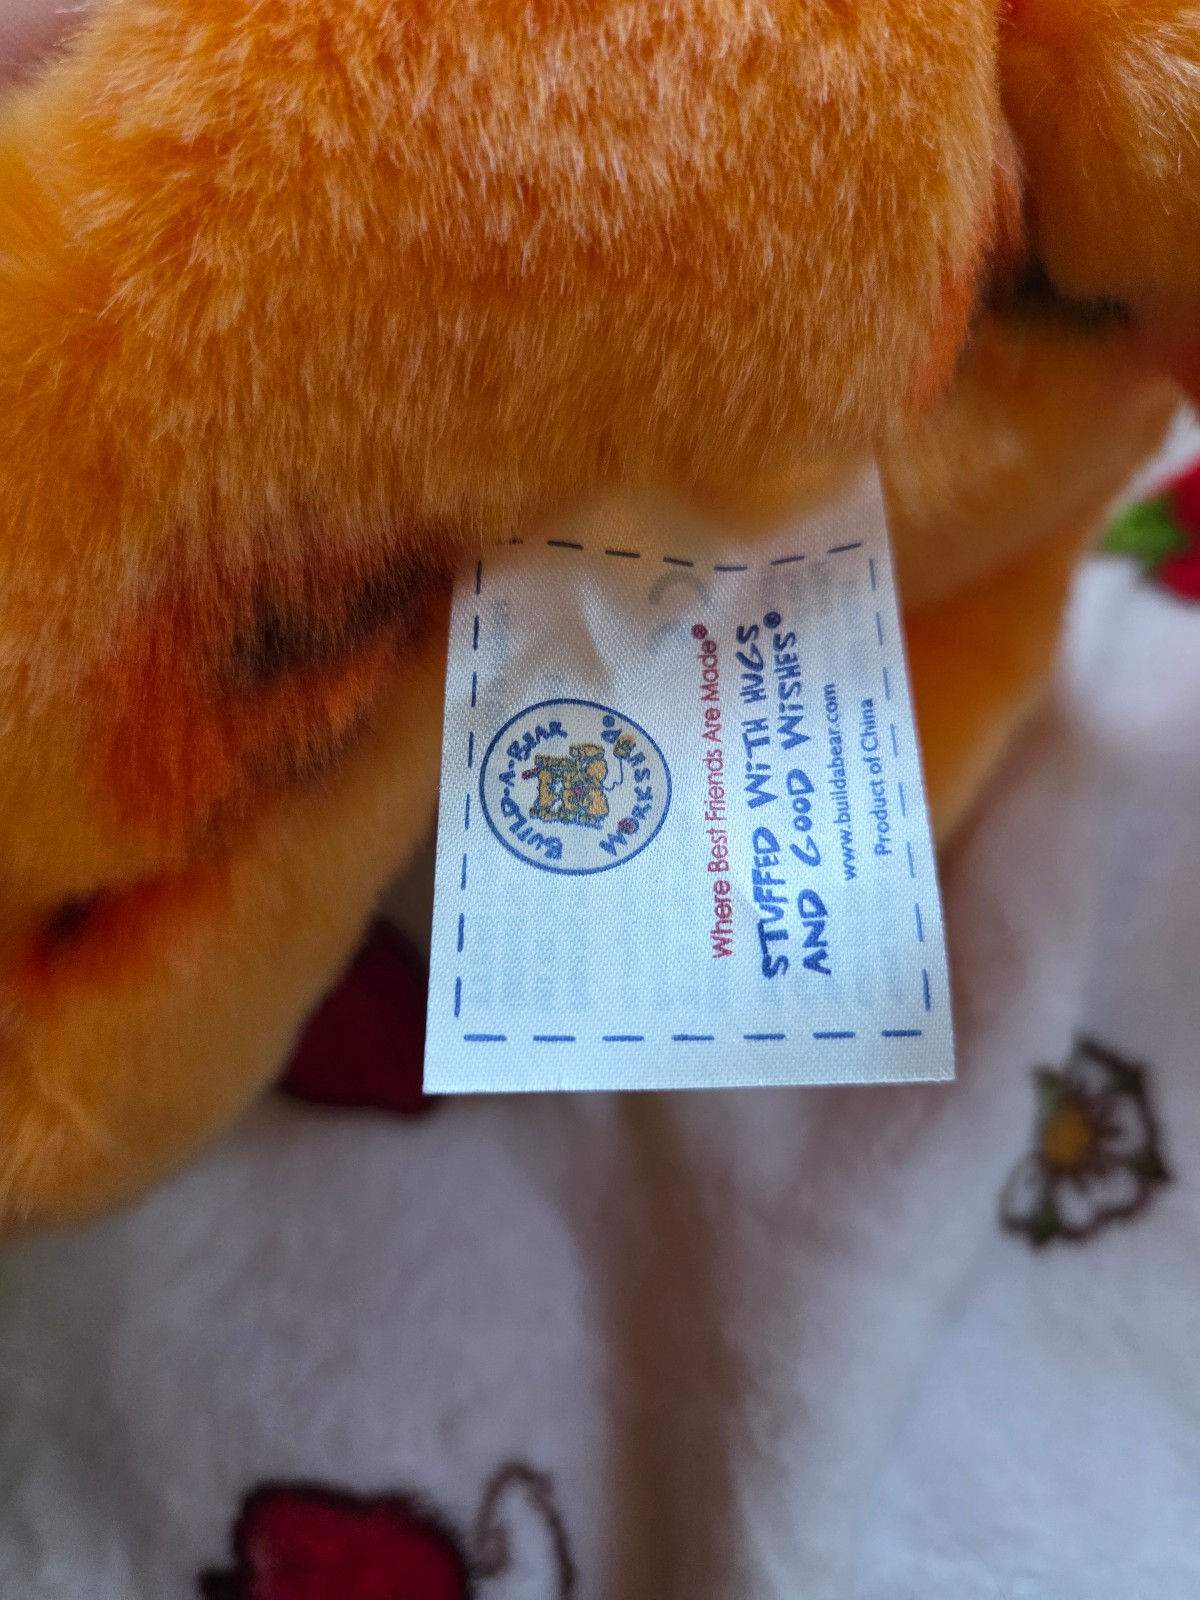 BUILD-A-BEAR
WORKSHOP®
Where Best Friends Are Made®
STUFFED WiTH HUGS
AND GOOD WiSHES®
www.buildabear.com
Product of China